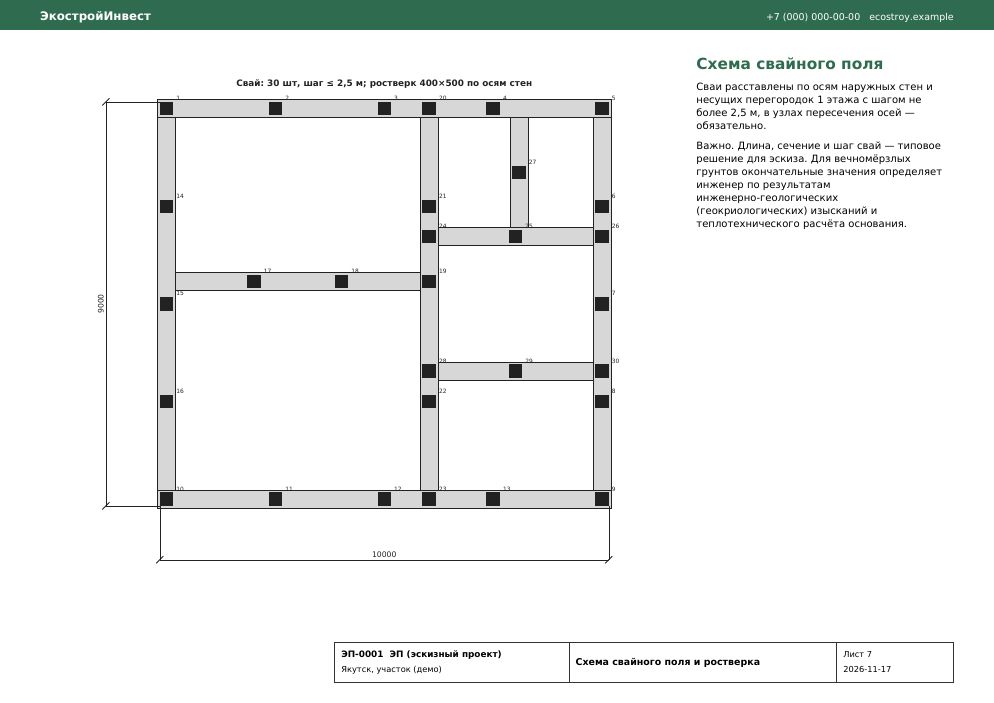 ЭкостройИнвест
+7 (000) 000-00-00 ecostroy.example
Схема свайного поля
Сваи расставлены по осям наружных стен и
несущих перегородок 1 этажа с шагом не
более 2,5 м, в узлах пересечения осей —
обязательно.
Важно. Длина, сечение и шаг свай — типовое
решение для эскиза. Для вечномёрзлых
грунтов окончательные значения определяет
инженер по результатам
инженерно-геологических
(геокриологических) изысканий и
теплотехнического расчёта основания.
Свай: 30 шт, шаг ≤ 2,5 м; ростверк 400×500 по осям стен
1 2 3 20 4 5
27
14 21 6
24 25 26
17 18 19
15 7
9000
28 29 30
16 22 8
10 11 12 23 13 9
10000
ЭП-0001 ЭП (эскизный проект)
Якутск, участок (демо)
Схема свайного поля и ростверка
Лист 7
2026-11-17